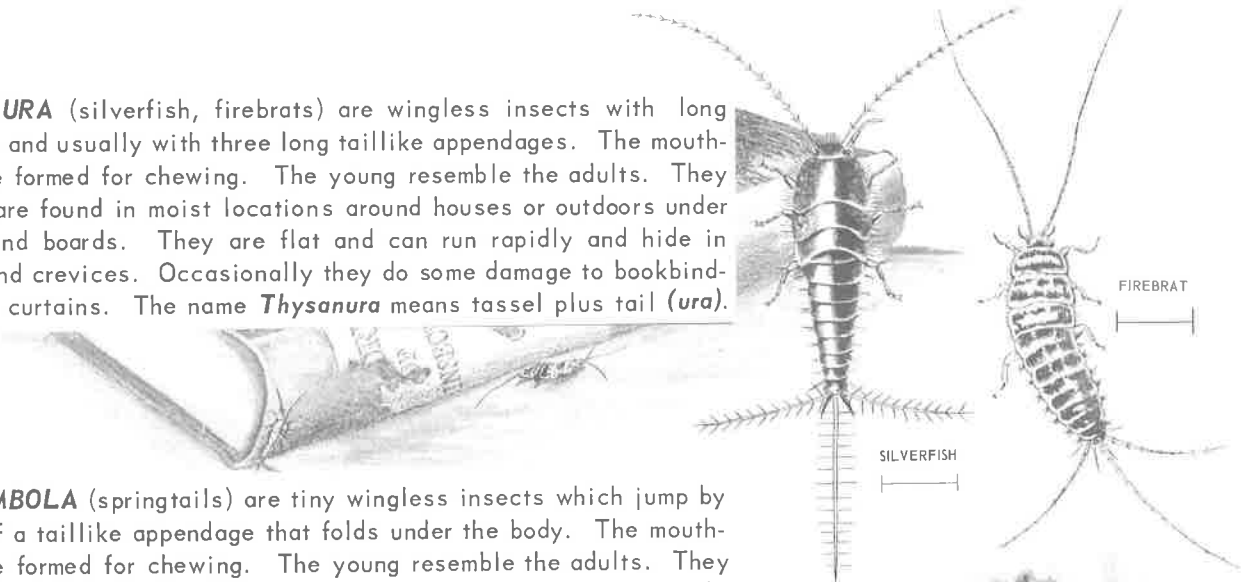 URA (silverfish, firebrats) are wingless insects with long
and usually with three long taillike appendages. The mouth-
e formed for chewing. The young resemble the adults. They
are found in moist locations around houses or outdoors under
nd boards. They are flat and can run rapidly and hide in
nd crevices. Occasionally they do some damage to bookbind-
curtains. The name Thysanura means tassel plus tail (ura).
FIREBRAT
SILVERFISH
MBOLA (springtails) are tiny wingless insects which jump by
f a taillike appendage that folds under the body. The mouth-
e formed for chewing. The young resemble the adults. They